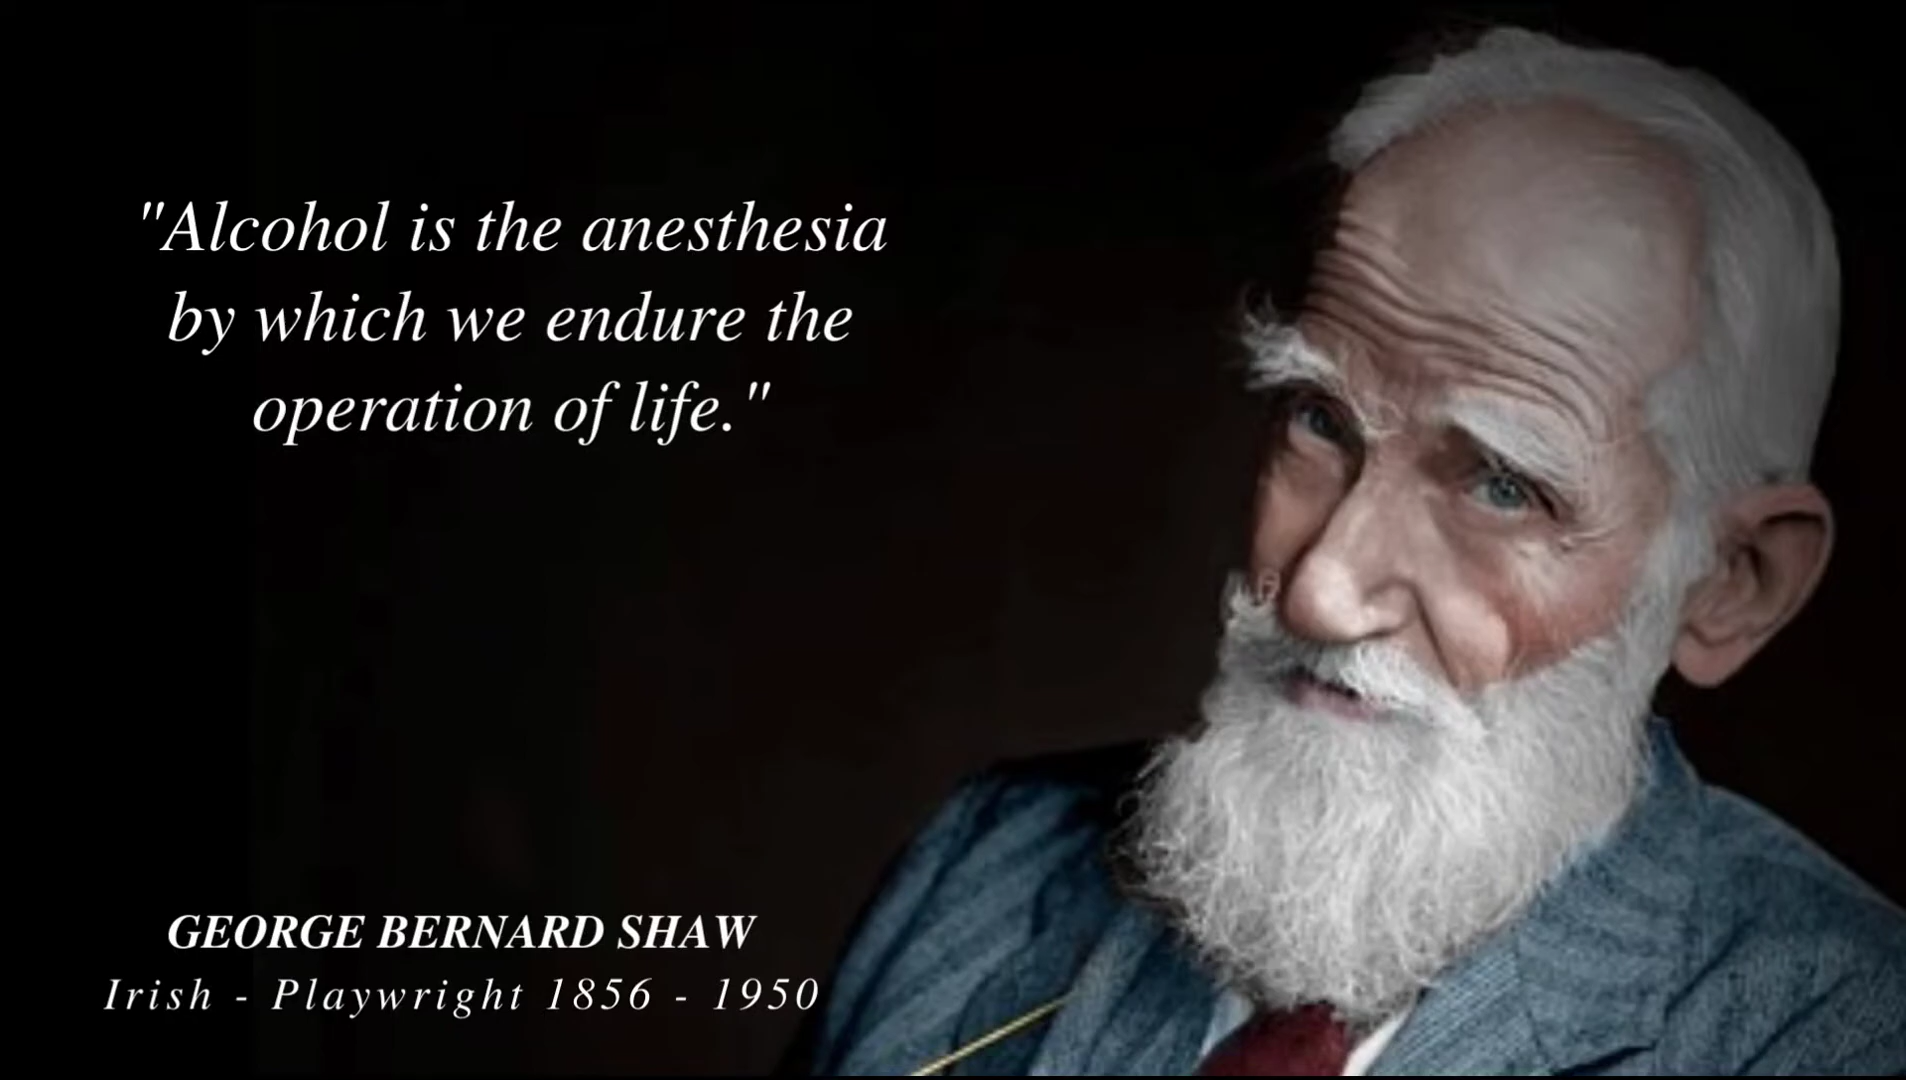 "Alcohol is the anesthesia
by which we endure the
operation of life."
GEORGE BERNARD SHAW
Irish - Playwright 1856 - 1950